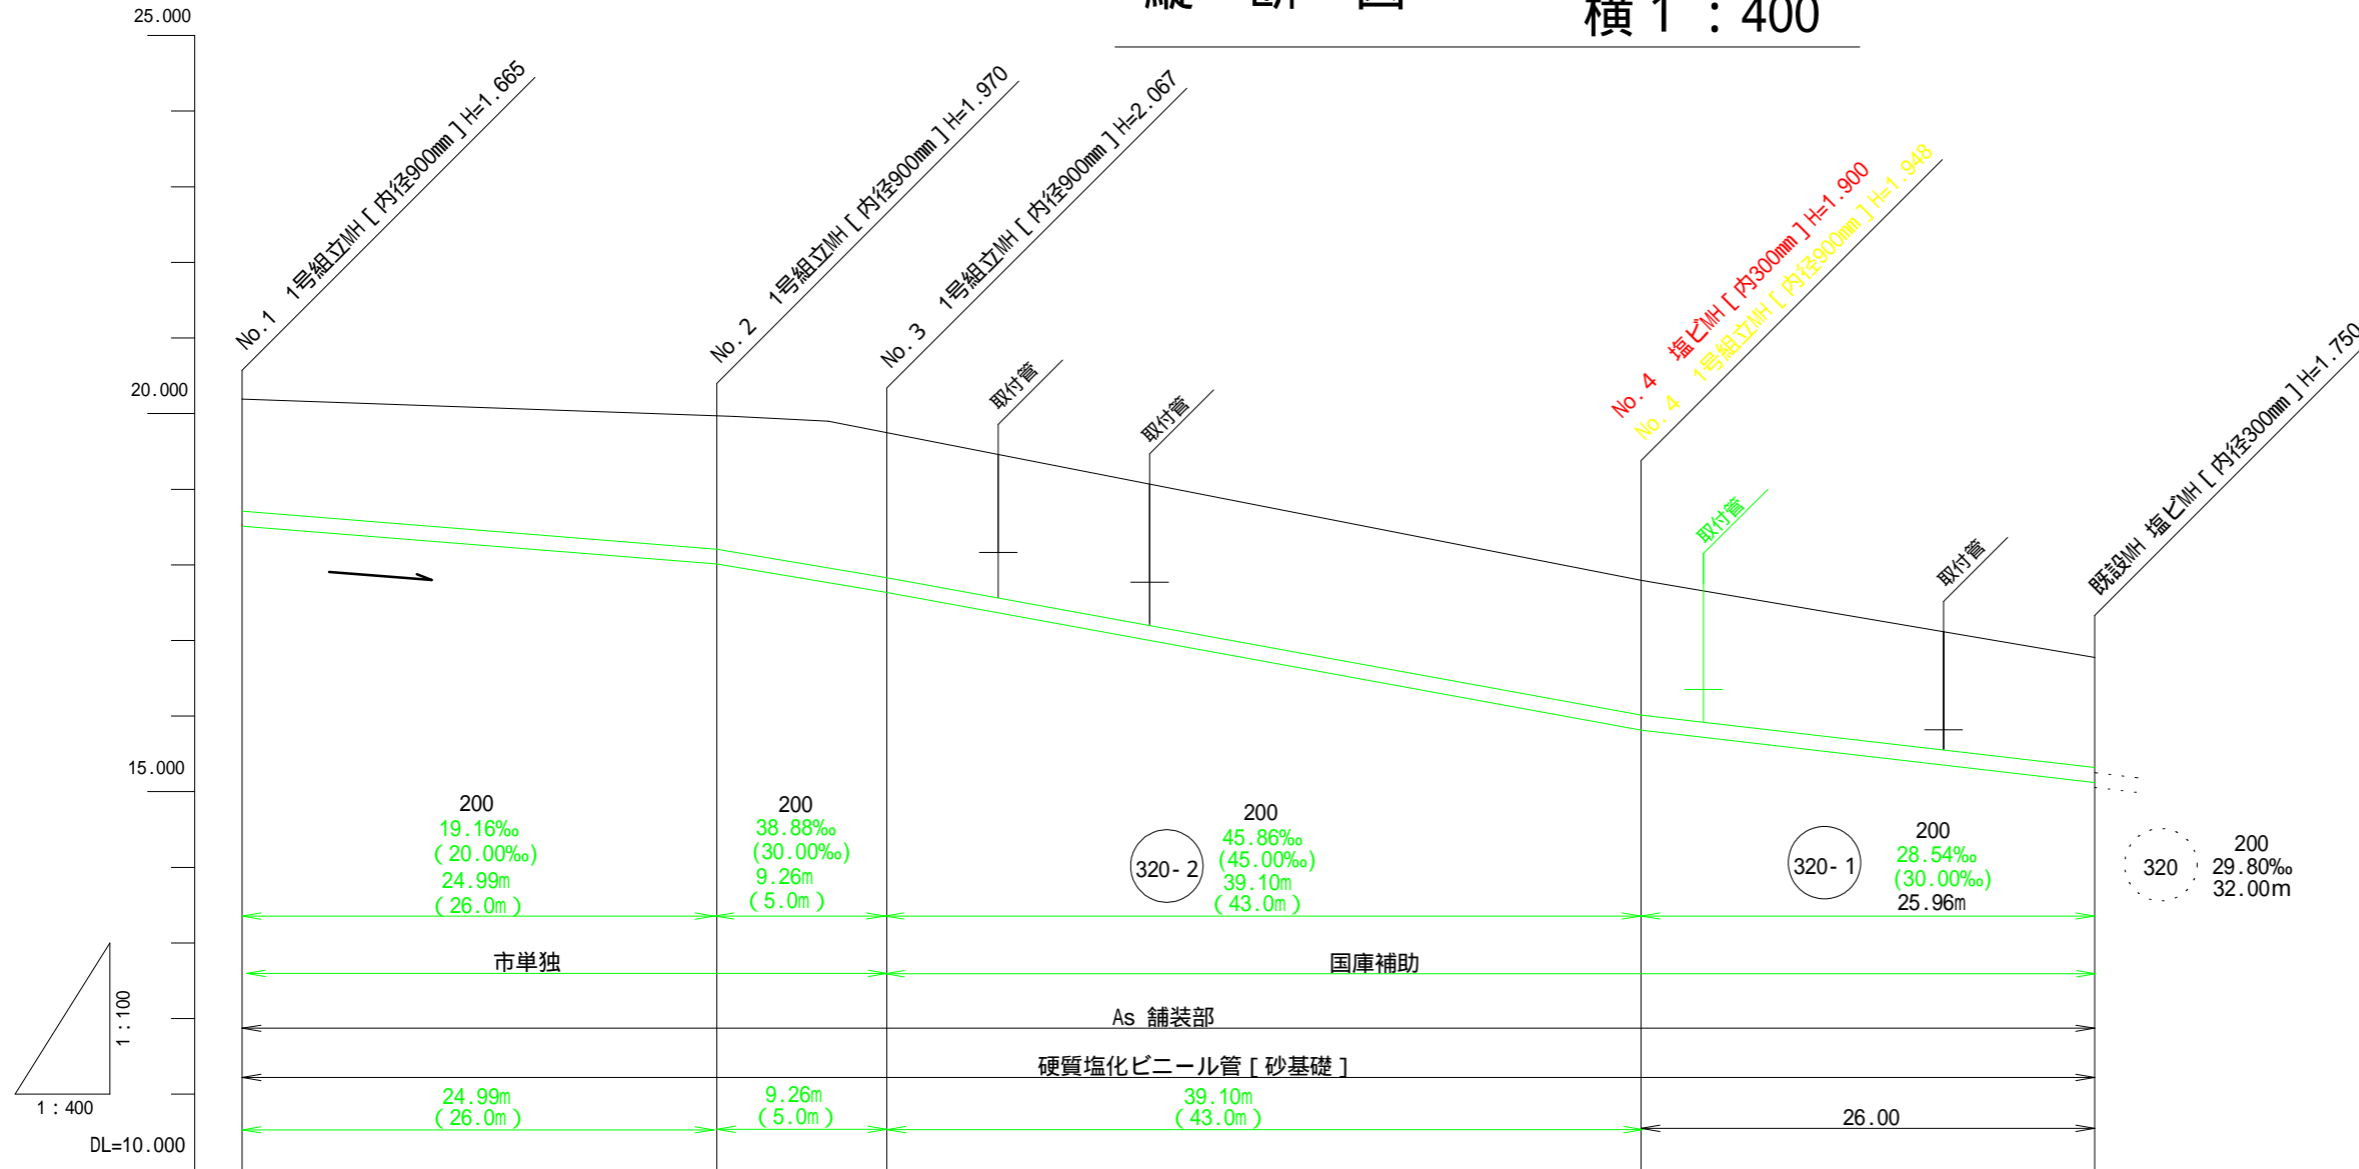 縦 断 図
横 1 : 400
25.000
20.000
15.000
DL=10.000
No.1 1号組立MH [ 内径900mm ] H=1.665
No. 2 1号組立MH [ 内径900mm ] H=1.970
No. 3 1号組立MH [ 内径900mm ] H=2.067
取付管
取付管
No. 4 塩ビMH [ 内300mm ] H=1.900
No. 4 1号組立MH [ 内径900mm ] H=1.948
取付管
取付管
既設MH 塩ビMH [ 内径300mm ] H=1.750
200
19.16‰
(20.00‰)
24.99m
(26.0m)
200
38.88‰
(30.00‰)
9.26m
(5.0m)
320-2
200
45.86‰
(45.00‰)
39.10m
(43.0m)
320-1
200
28.54‰
(30.00‰)
25.96m
320
200
29.80‰
32.00m
市単独
国庫補助
As 舗装部
硬質塩化ビニール管 [ 砂基礎 ]
24.99m
(26.0m)
9.26m
(5.0m)
39.10m
(43.0m)
26.00
1 : 100
1 : 400